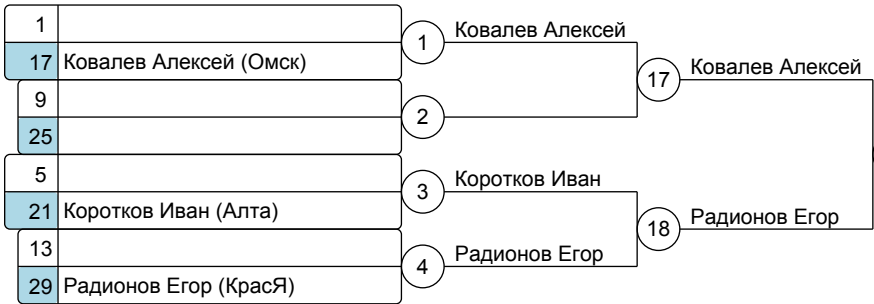 1
17 Ковалев Алексей (Омск)
9
25
5
21 Коротков Иван (Алта)
13
29 Радионов Егор (КрасЯ)
1
2
3
4
Ковалев Алексей
Коротков Иван
Радионов Егор
17
18
Ковалев Алексей
Радионов Егор